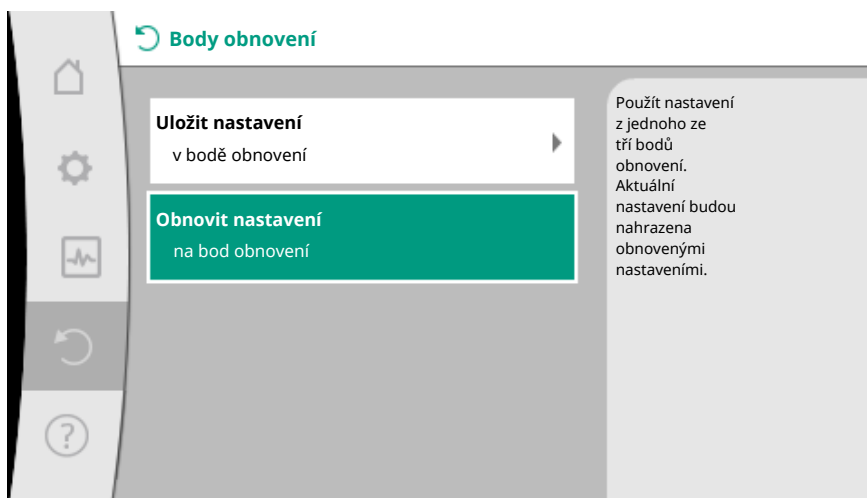 Body obnovení
Uložit nastavení
v bodě obnovení
Obnovit nastavení
na bod obnovení
Použít nastavení
z jednoho ze
tří bodů
obnovení.
Aktuální
nastavení budou
nahrazena
obnovenými
nastaveními.
?